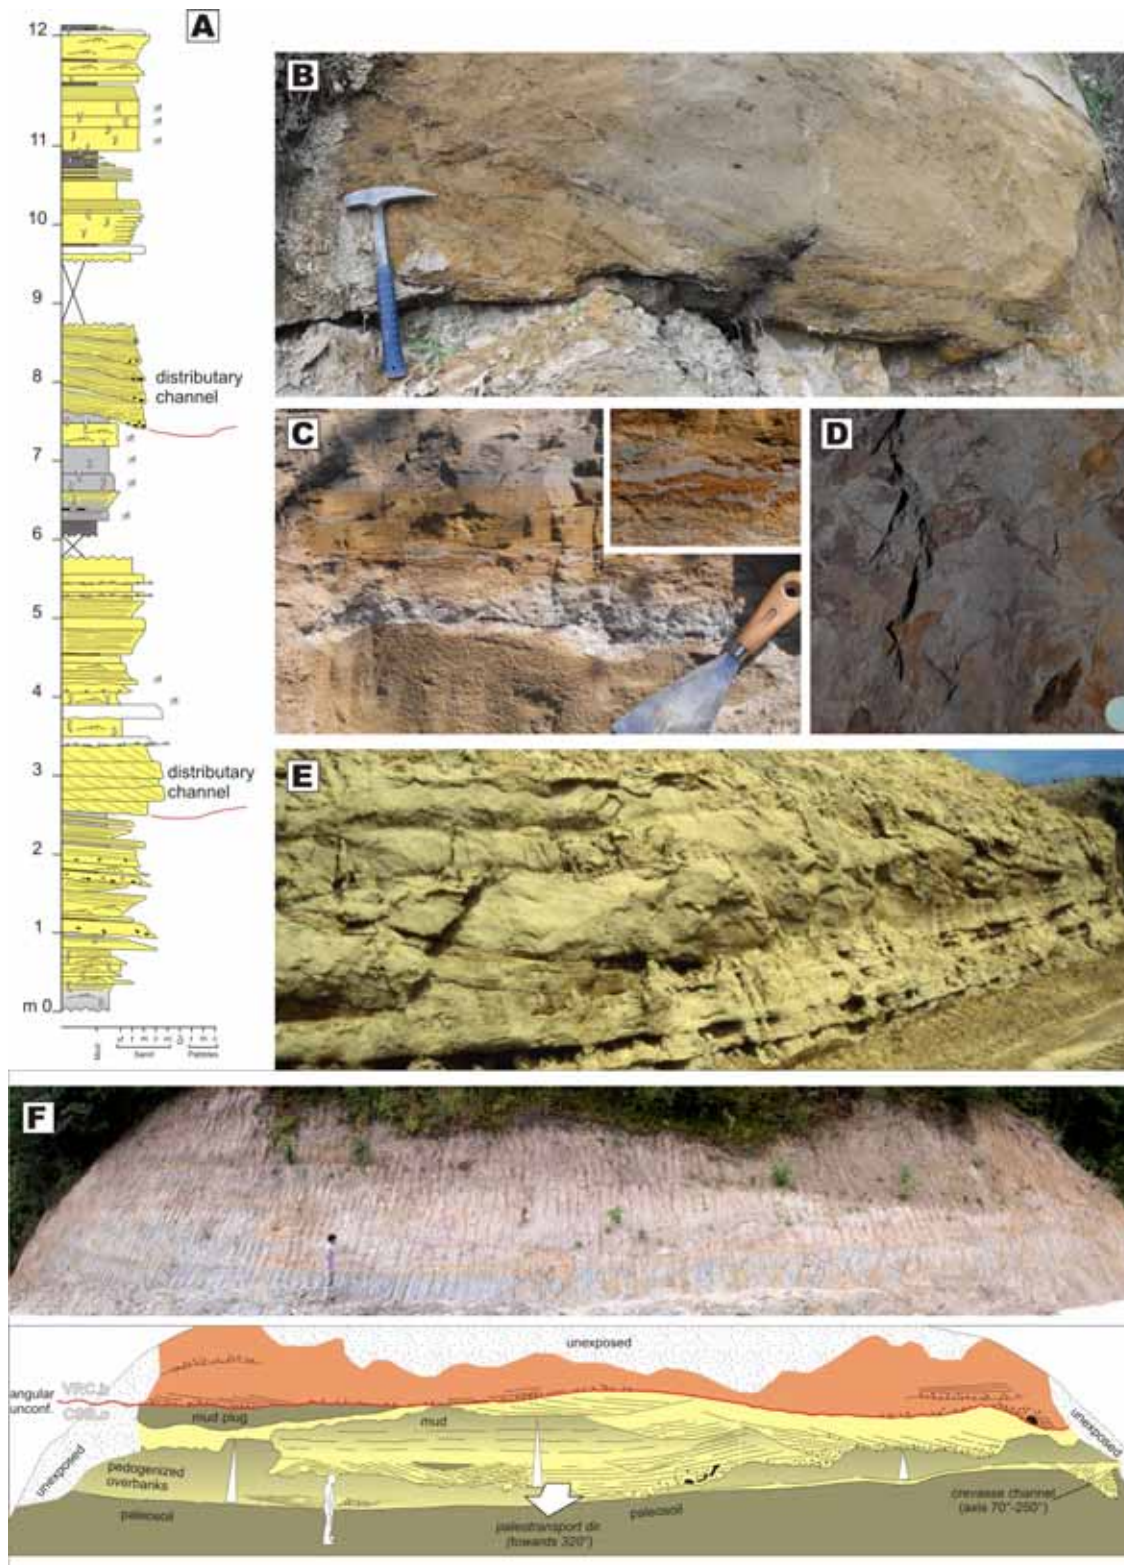 A
12
11
10
9
8
distributary
channel
7
6
5
4
3
distributary
channel
2
1
m 0
Mud
Sand
Pebbles
B
C
D
E
F
unexposed
VRC.b
angular
unconf.
mud plug
mud
unexposed
unexposed
pedogenized
overbanks
paleosoil
paleosoil
paleotransport dir.
(towards 320°)
crevasse channel
(axis 70°-250°)